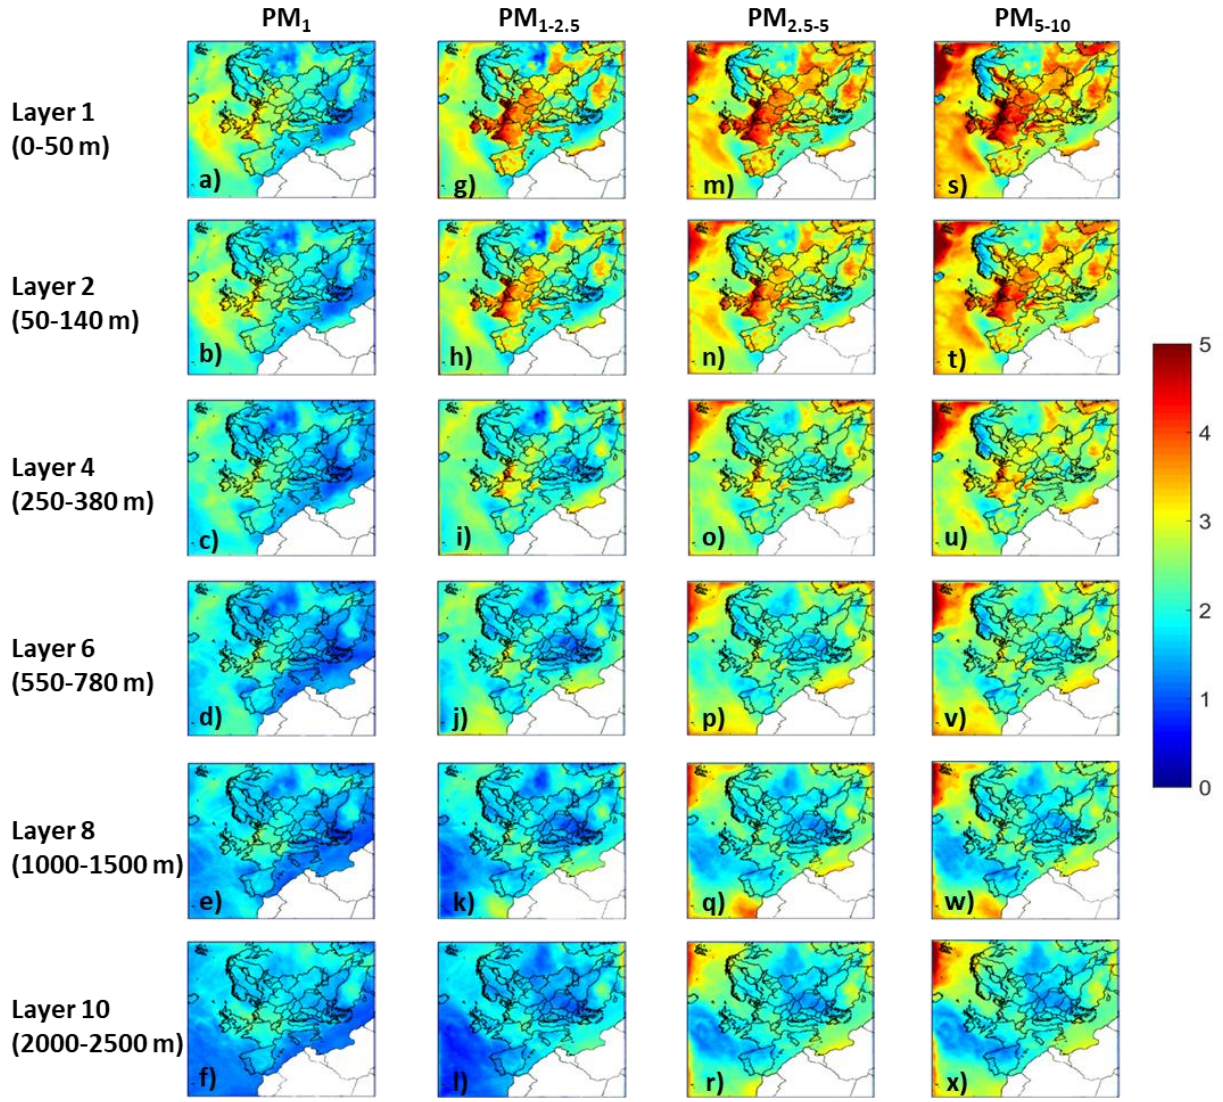 PM1 PM1-2.5 PM2.5-5 PM5-10
Layer 1
(0-50 m)
a) g) m) s)
Layer 2
(50-140 m)
b) h) n) t)
Layer 4
(250-380 m)
c) i) o) u)
Layer 6
(550-780 m)
d) j) p) v)
Layer 8
(1000-1500 m)
e) k) q) w)
Layer 10
(2000-2500 m)
f) l) r) x)
5
4
3
2
1
0